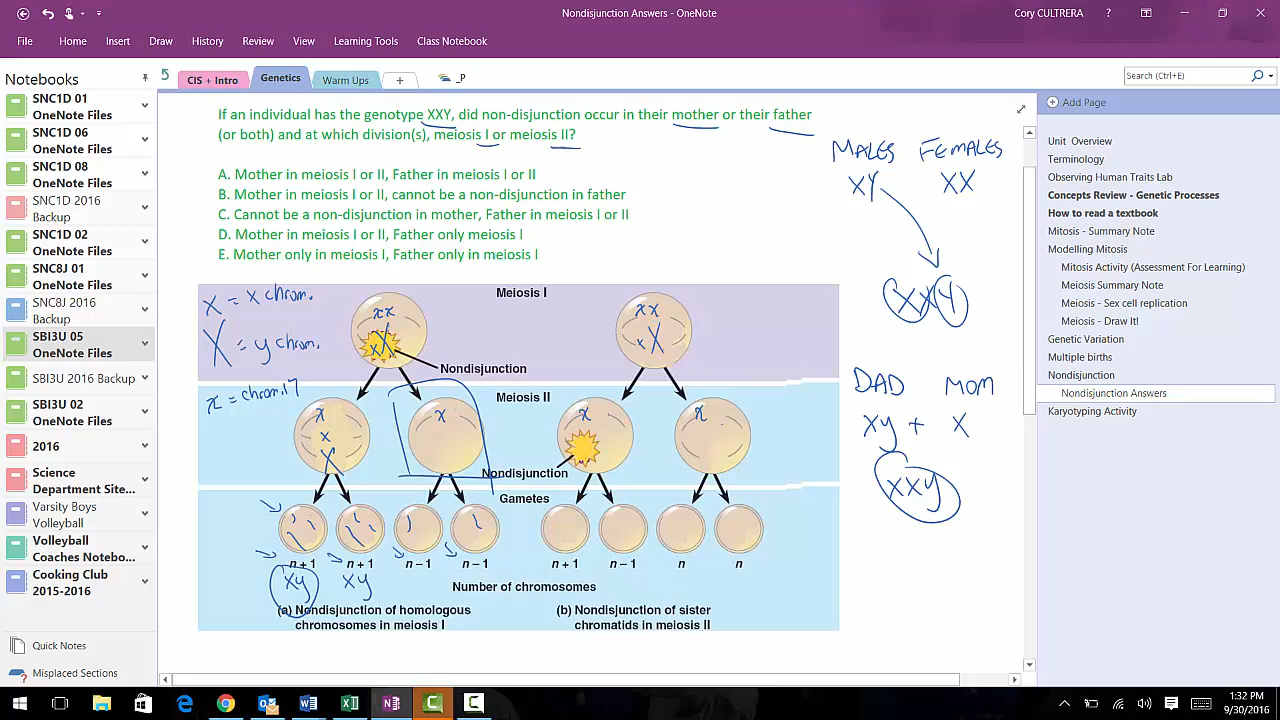 Nondisjunction Answers - OneNote
Cory CULTRERA
?
File
Home
Insert
Draw
History
Review
View
Learning Tools
Class Notebook
Notebooks
SNC1D 01
OneNote Files
SNC1D 06
OneNote Files
SNC1D 08
OneNote Files
SNC1D 2016
Backup
SNC1D 02
OneNote Files
SNC8J 01
OneNote Files
SNC8J 2016
Backup
SBI3U 05
OneNote Files
SBI3U 2016 Backup
SBI3U 02
OneNote Files
2016
Science
Department Site...
Varsity Boys
Volleyball
Volleyball
Coaches Notebo...
Cooking Club
2015-2016
Quick Notes
Misplaced Sections
CIS + Intro
Genetics
Warm Ups
+
_P
Search (Ctrl+E)
If an individual has the genotype XXY, did non-disjunction occur in their mother or their father
(or both) and at which division(s), meiosis I or meiosis II?
A. Mother in meiosis I or II, Father in meiosis I or II
B. Mother in meiosis I or II, cannot be a non-disjunction in father
C. Cannot be a non-disjunction in mother, Father in meiosis I or II
D. Mother in meiosis I or II, Father only meiosis I
E. Mother only in meiosis I, Father only in meiosis I
MALES FEMALES
XY XX
XXY
DAD MOM
XY + X
XXY
X = X chrom.
X = Y chrom.
X = chrom 17
Meiosis I
XX
XX
XX
+X
Nondisjunction
Meiosis II
X
X
X
X
X
X
Nondisjunction
Gametes
n + 1
n + 1
n – 1
n – 1
n + 1
n – 1
n
n
XY
XY
Number of chromosomes
(a) Nondisjunction of homologous
chromosomes in meiosis I
(b) Nondisjunction of sister
chromatids in meiosis II
Add Page
Unit Overview
Terminology
Observing Human Traits Lab
Concepts Review - Genetic Processes
How to read a textbook
Mitosis - Summary Note
Modelling Mitosis
Mitosis Activity (Assessment For Learning)
Meiosis Summary Note
Meiosis - Sex cell replication
Meiosis - Draw It!
Genetic Variation
Multiple births
Nondisjunction
Nondisjunction Answers
Karyotyping Activity
1:32 PM
9/30/2016